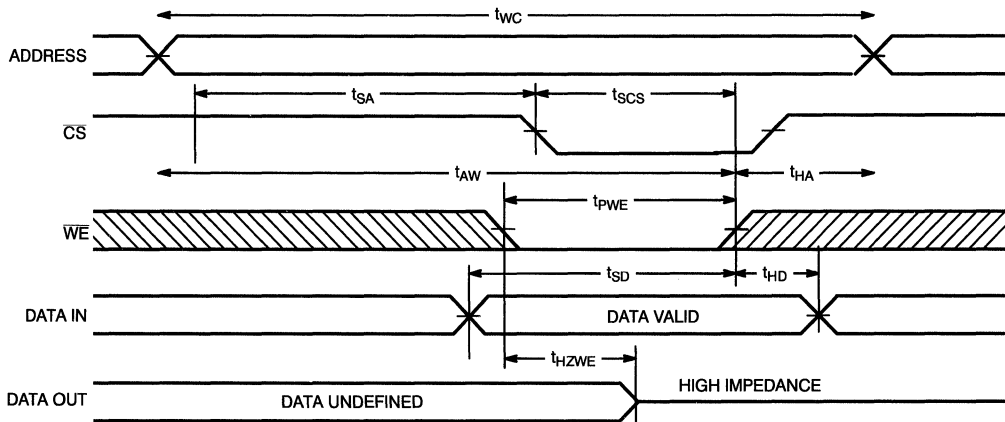 tWC
ADDRESS
tSA
tSCS
CS
tAW
tHA
tPWE
WE
tSD
tHD
DATA IN
DATA VALID
tHZWE
DATA OUT
DATA UNDEFINED
HIGH IMPEDANCE